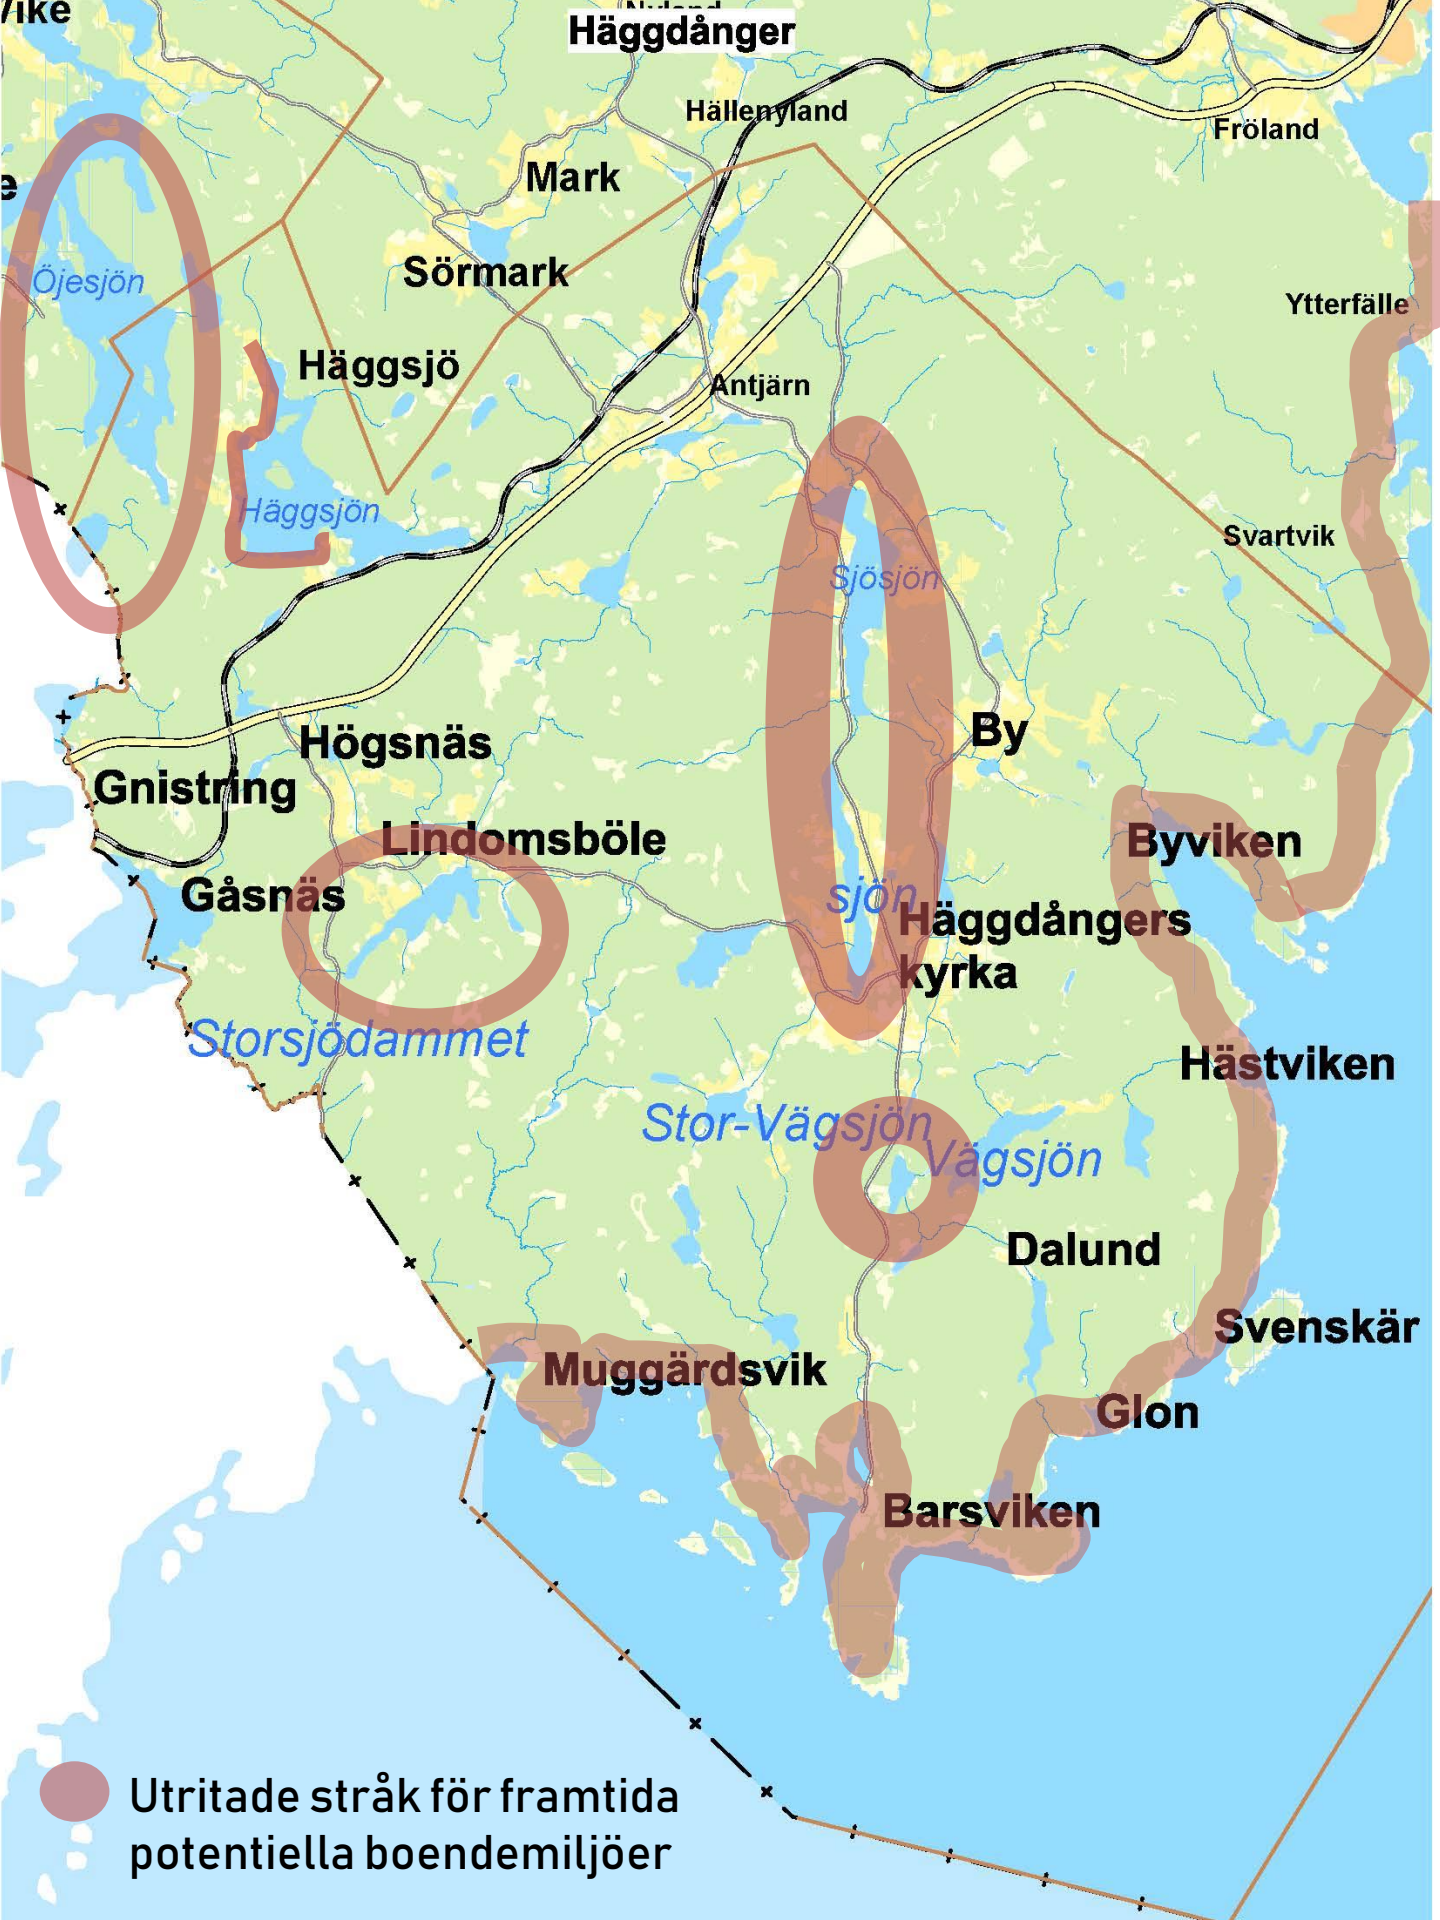 Häggdånger
Hällenyland
Fröland
Mark
Sörmark
Öjesjön
Ytterfälle
Häggsjö
Antjärn
Häggsjön
Svartvik
Sjösjön
By
Högsnäs
Gnistring
Lindomsböle
Byviken
Gåsnäs
sjön
Häggdångers
kyrka
Storsjödammet
Hästviken
Stor-Vägsjön
Vägsjön
Dalund
Svenskär
Muggärdsvik
Glon
Barsviken
Utritade stråk för framtida
potentiella boendemiljöer